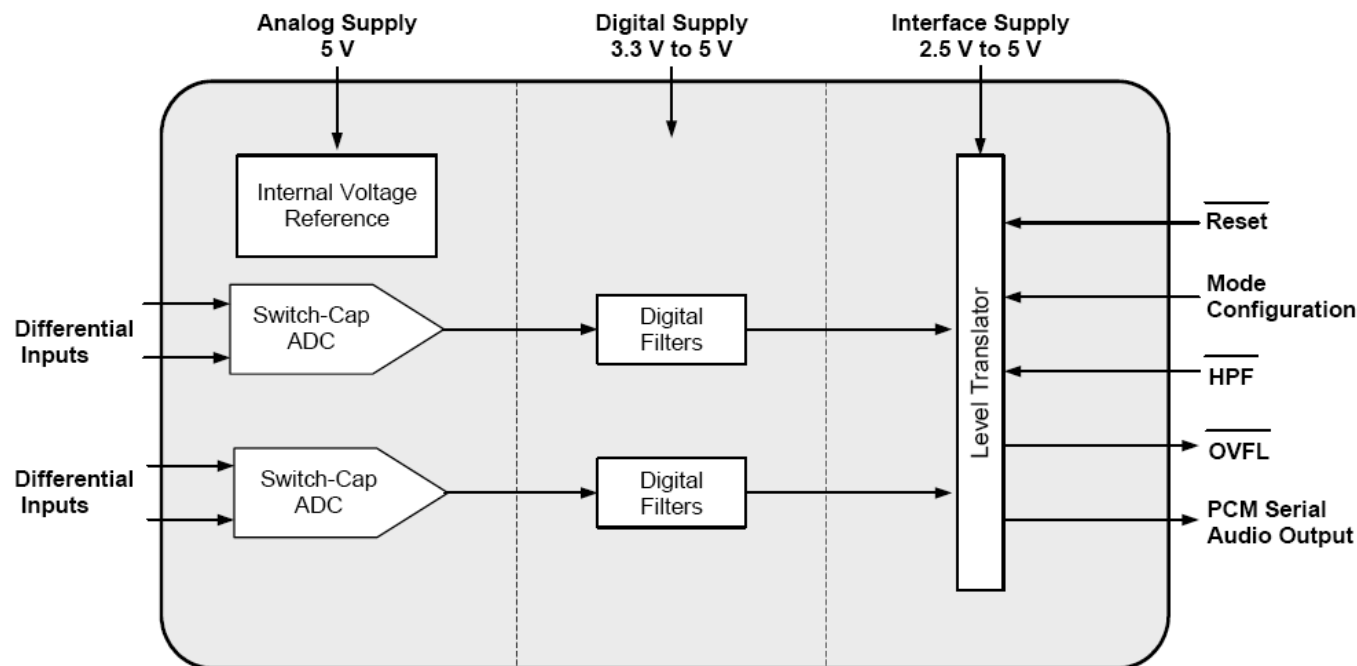 Analog Supply
5 V
Digital Supply
3.3 V to 5 V
Interface Supply
2.5 V to 5 V
Internal Voltage
Reference
Differential
Inputs
Switch-Cap
ADC
Digital
Filters
Differential
Inputs
Switch-Cap
ADC
Digital
Filters
Level Translator
Reset
Mode
Configuration
HPF
OVFL
PCM Serial
Audio Output